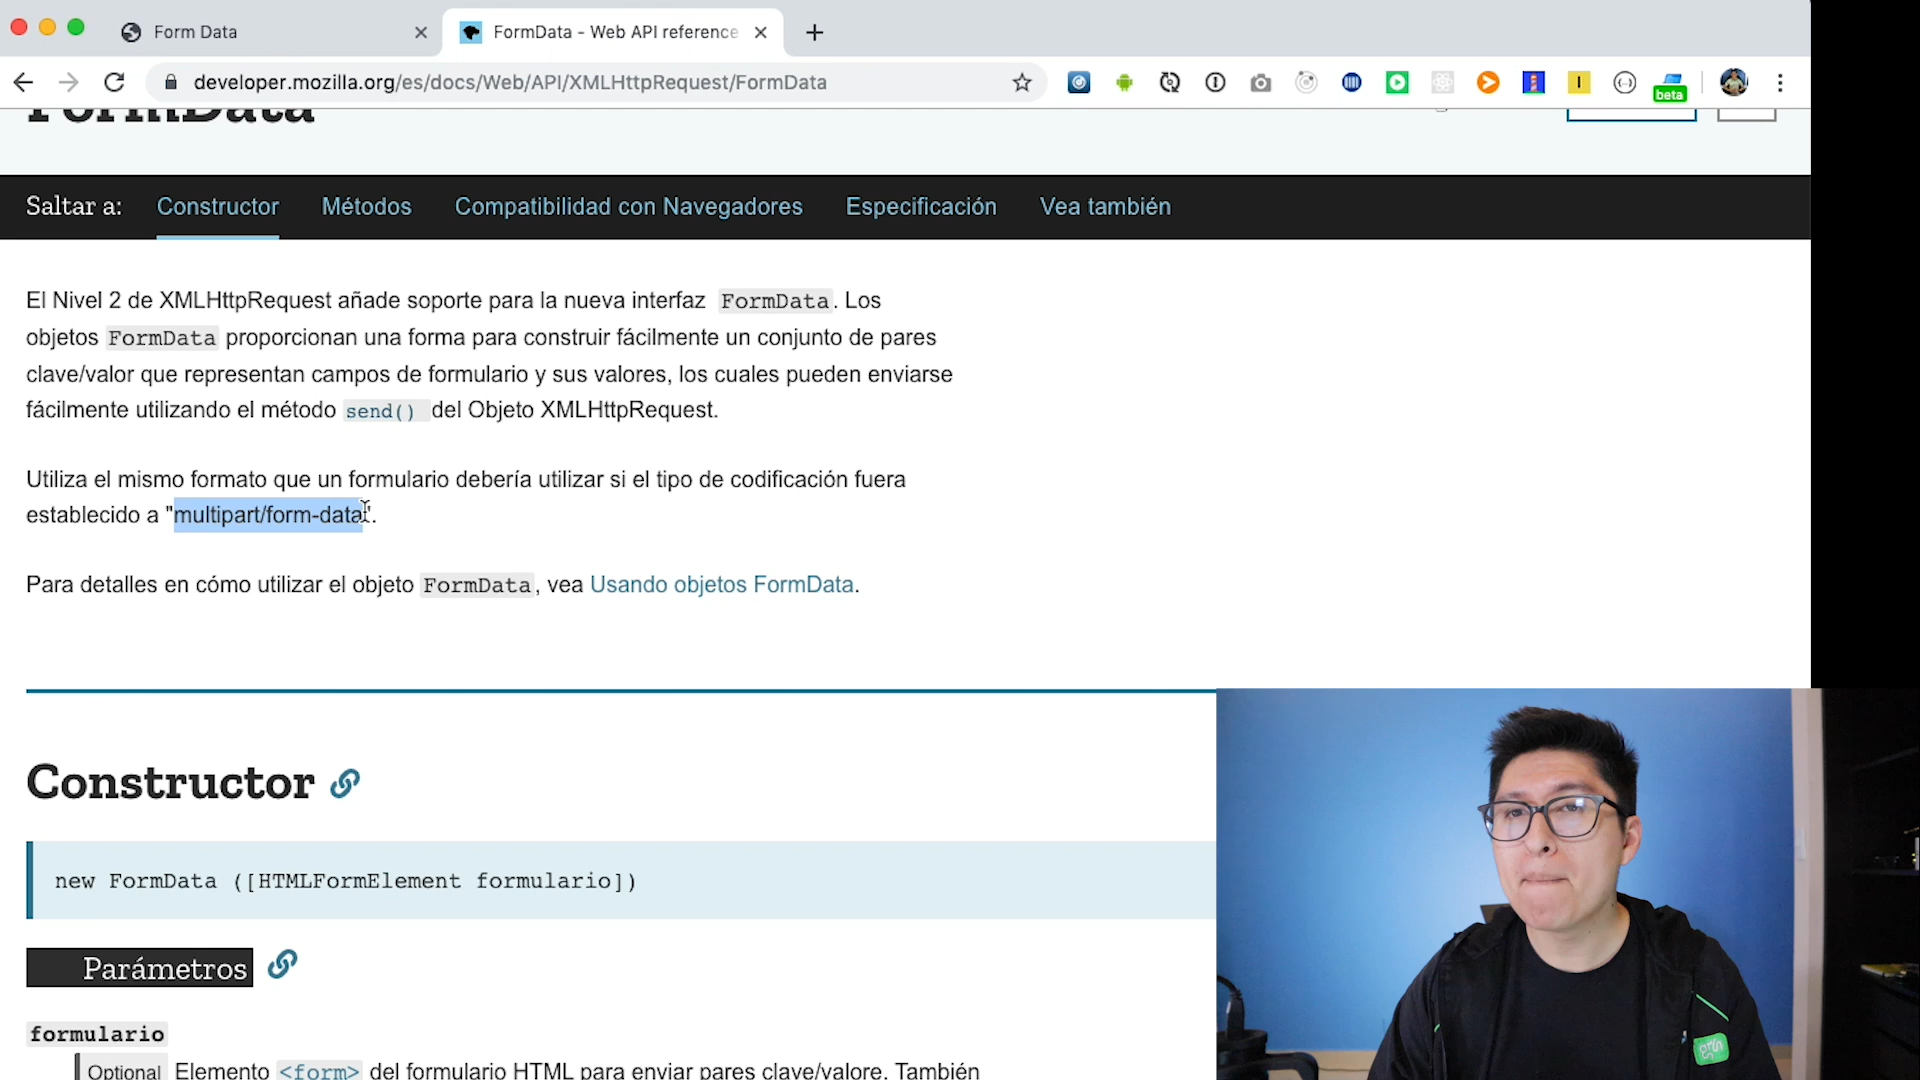 Form Data
FormData - Web API reference
developer.mozilla.org/es/docs/Web/API/XMLHttpRequest/FormData
beta
FormData
Saltar a: Constructor Métodos Compatibilidad con Navegadores Especificación Vea también
El Nivel 2 de XMLHttpRequest añade soporte para la nueva interfaz FormData. Los
objetos FormData proporcionan una forma para construir fácilmente un conjunto de pares
clave/valor que representan campos de formulario y sus valores, los cuales pueden enviarse
fácilmente utilizando el método send() del Objeto XMLHttpRequest.
Utiliza el mismo formato que un formulario debería utilizar si el tipo de codificación fuera
establecido a "multipart/form-data".
Para detalles en cómo utilizar el objeto FormData, vea Usando objetos FormData.
Constructor
new FormData ([HTMLFormElement formulario])
Parámetros
formulario
Optional Elemento <form> del formulario HTML para enviar pares clave/valore. También